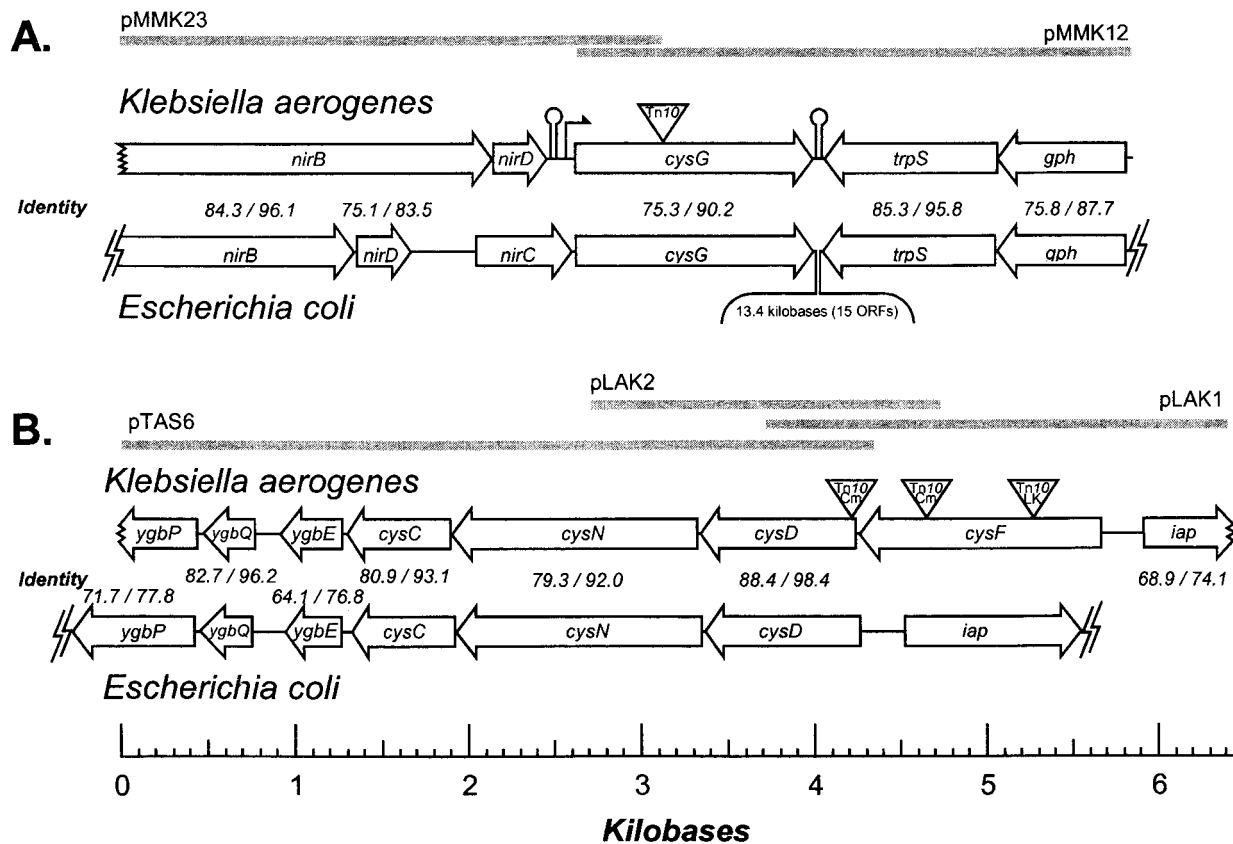 A.
pMMK23
pMMK12
Klebsiella aerogenes
Tn10
nirB nirD cysG trpS gph
Identity 84.3 / 96.1 75.1 / 83.5 75.3 / 90.2 85.3 / 95.8 75.8 / 87.7
nirB nirD nirC cysG trpS gph
Escherichia coli
13.4 kilobases (15 ORFs)
B.
pLAK2
pTAS6
pLAK1
Klebsiella aerogenes
Tn10 Cm
Tn10 Cm
Tn10 LK
ygbP ygbQ ygbE cysC cysN cysD cysF iap
Identity 82.7 / 96.2 80.9 / 93.1 79.3 / 92.0 88.4 / 98.4 68.9 / 74.1
71.7 / 77.8 64.1 / 76.8
ygbP ygbQ ygbE cysC cysN cysD iap
Escherichia coli
0 1 2 3 4 5 6
Kilobases